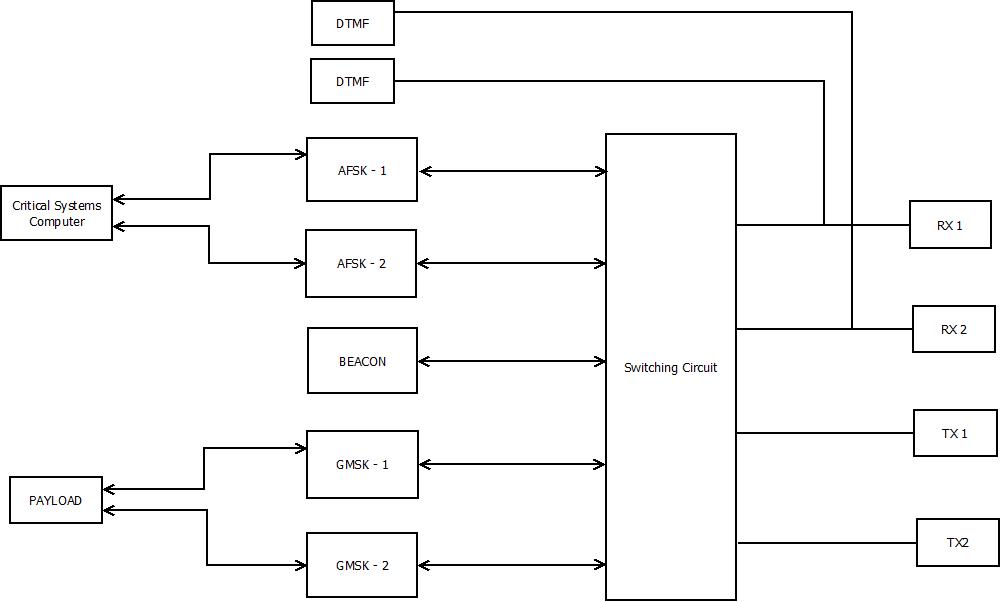 DTMF
DTMF
AFSK - 1
Critical Systems
Computer
AFSK - 2
BEACON
GMSK - 1
PAYLOAD
GMSK - 2
Switching Circuit
RX 1
RX 2
TX 1
TX2